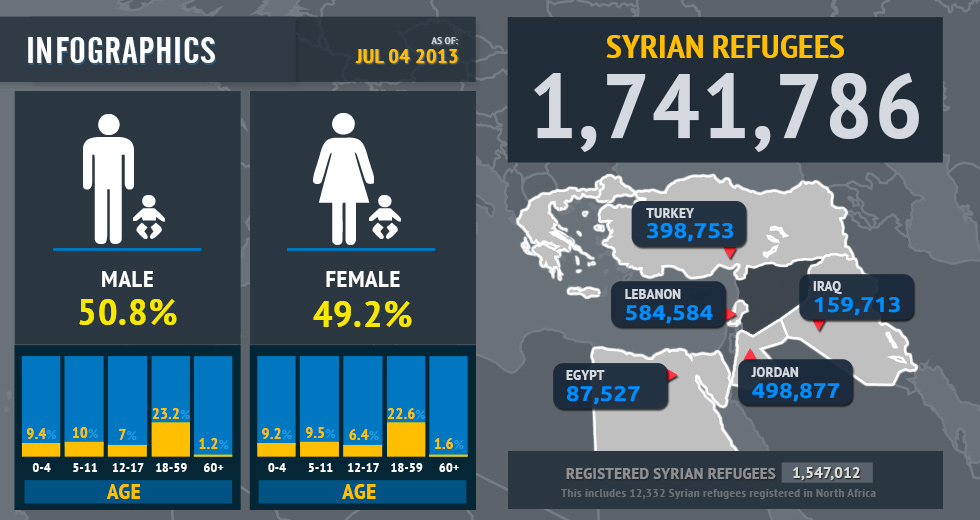 INFOGRAPHICS
AS OF:
JUL 04 2013
MALE
50.8%
9.4% 10% 7% 23.2% 1.2%
0-4 5-11 12-17 18-59 60+
AGE
FEMALE
49.2%
9.2% 9.5% 6.4% 22.6% 1.6%
0-4 5-11 12-17 18-59 60+
AGE
SYRIAN REFUGEES
1,741,786
TURKEY
398,753
LEBANON
584,584
IRAQ
159,713
EGYPT
87,527
JORDAN
498,877
REGISTERED SYRIAN REFUGEES 1,547,012
This includes 12,332 Syrian refugees registered in North Africa